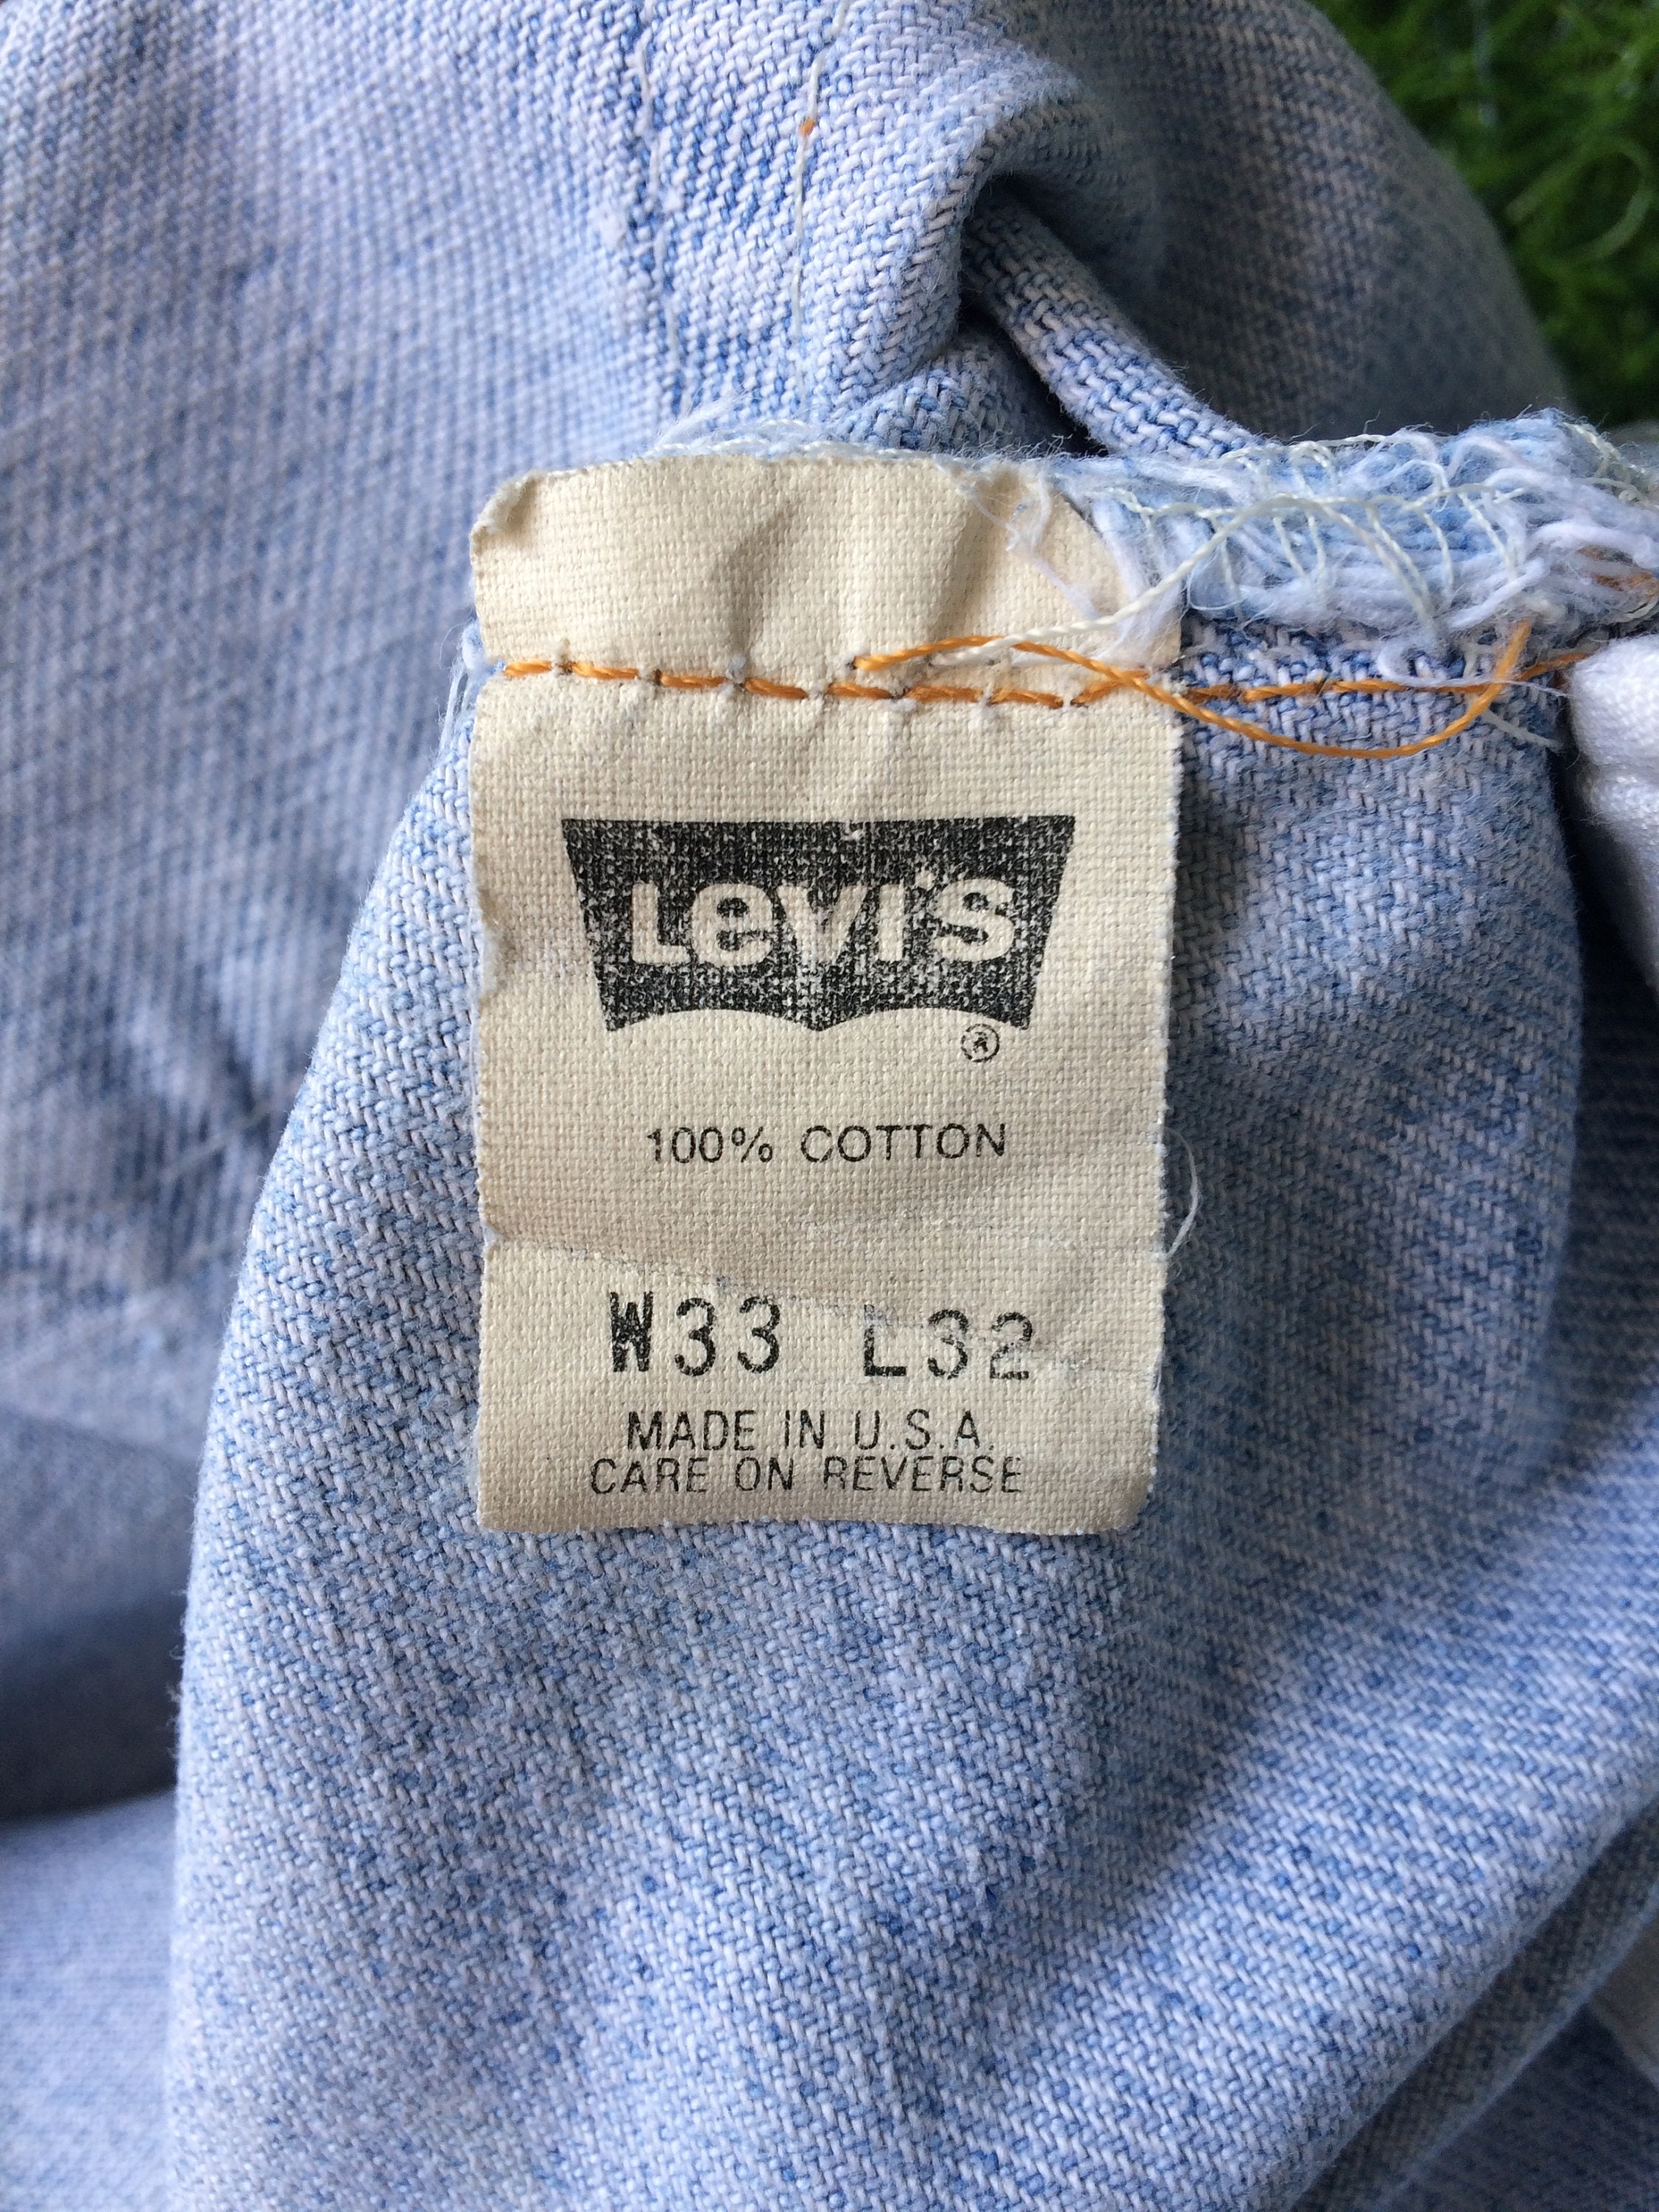 Levi's
®
100% COTTON
W33 L32
MADE IN U.S.A.
CARE ON REVERSE